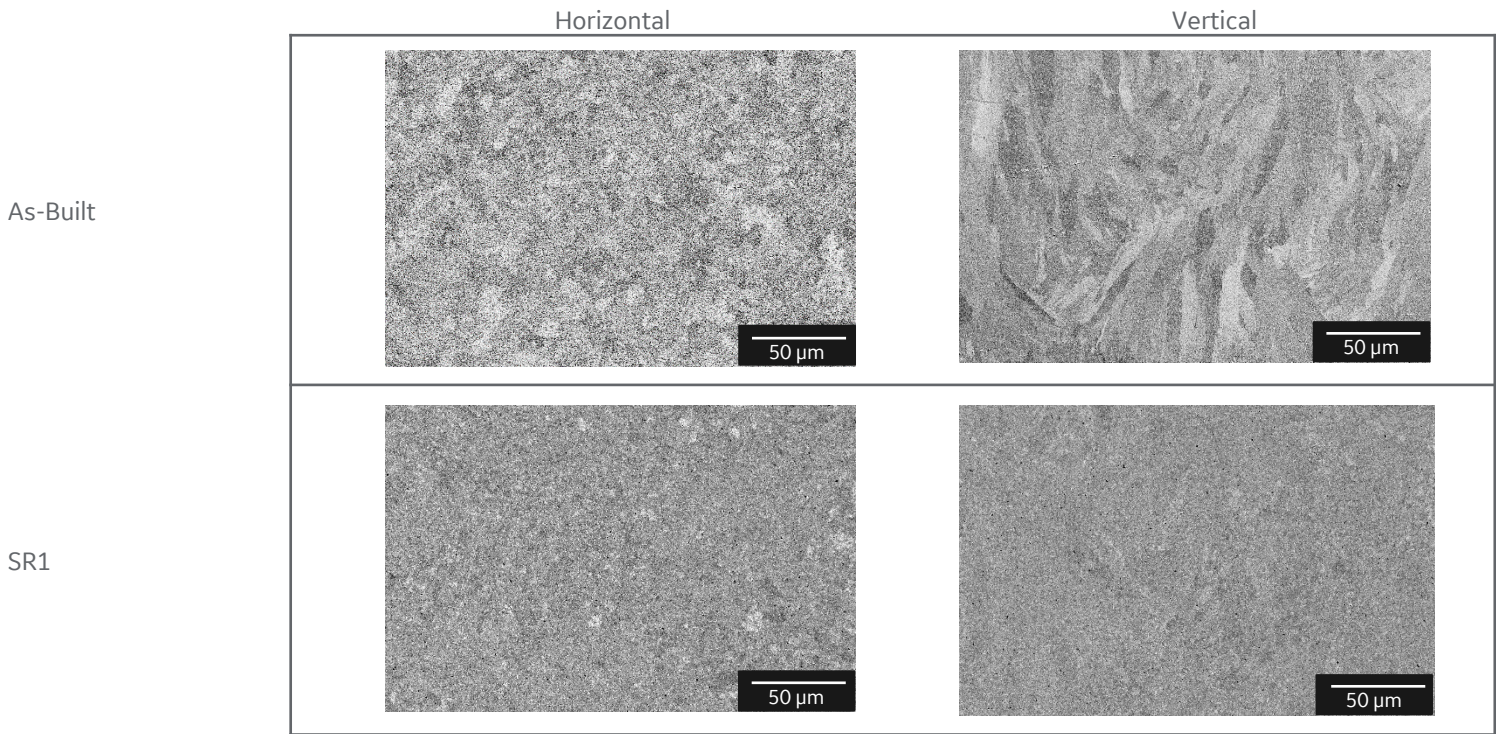 Horizontal Vertical
As-Built
50 μm 50 μm
SR1
50 μm 50 μm